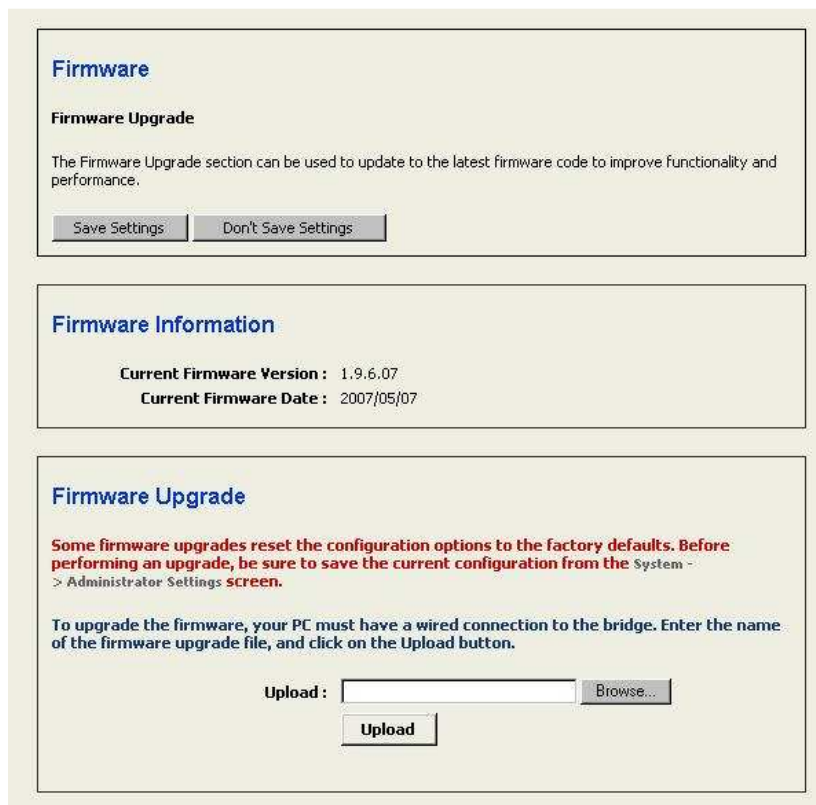 Firmware
Firmware Upgrade
The Firmware Upgrade section can be used to update to the latest firmware code to improve functionality and
performance.
Save Settings Don't Save Settings
Firmware Information
Current Firmware Version : 1.9.6.07
Current Firmware Date : 2007/05/07
Firmware Upgrade
Some firmware upgrades reset the configuration options to the factory defaults. Before
performing an upgrade, be sure to save the current configuration from the System -
> Administrator Settings screen.
To upgrade the firmware, your PC must have a wired connection to the bridge. Enter the name
of the firmware upgrade file, and click on the Upload button.
Upload : Browse...
Upload